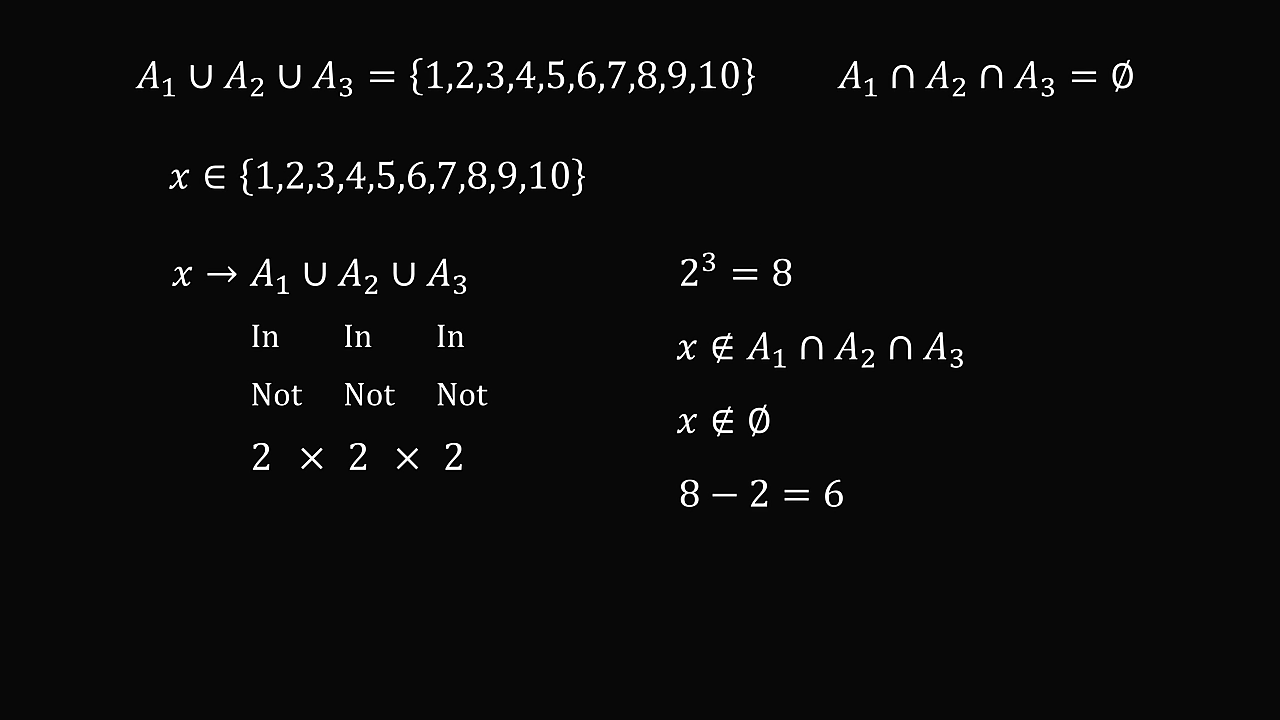 A₁ ∪ A₂ ∪ A₃ = {1,2,3,4,5,6,7,8,9,10} A₁ ∩ A₂ ∩ A₃ = ∅
x ∈ {1,2,3,4,5,6,7,8,9,10}
x → A₁ ∪ A₂ ∪ A₃
In In In
Not Not Not
2 × 2 × 2
2³ = 8
x ∉ A₁ ∩ A₂ ∩ A₃
x ∉ ∅
8 − 2 = 6